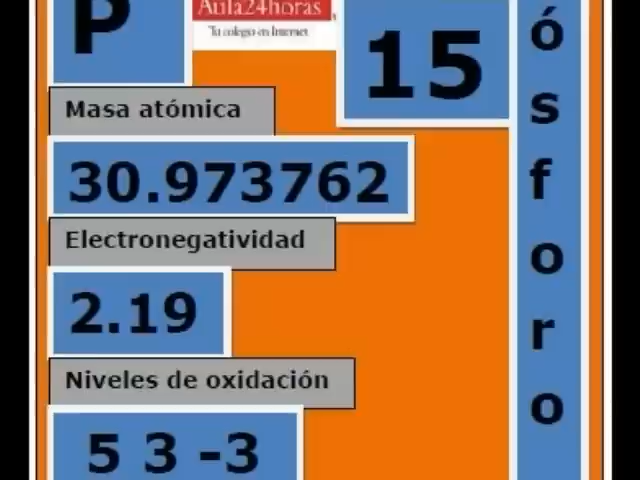 P
Aula24horas
Tu colegio en Internet
15
Masa atómica
30.973762
Electronegatividad
2.19
Niveles de oxidación
5 3 -3
ósforo